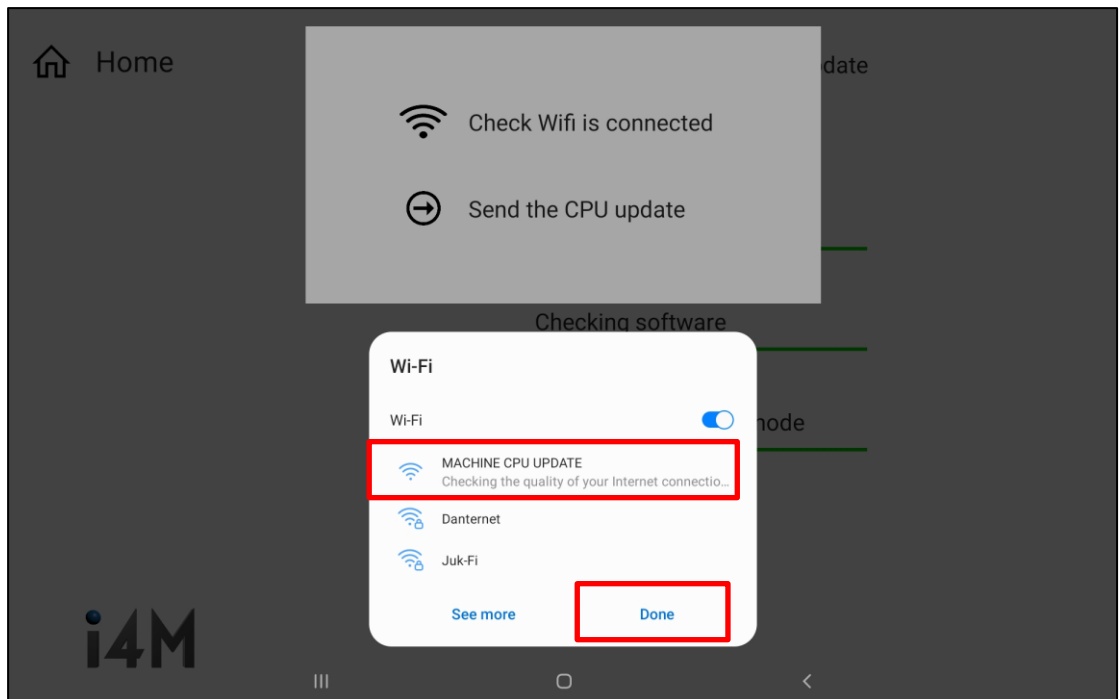 Home
date
Check Wifi is connected
Send the CPU update
Checking software
Wi-Fi
Wi-Fi
node
MACHINE CPU UPDATE
Checking the quality of your Internet connectio...
Danternet
Juk-Fi
See more
Done
i4M